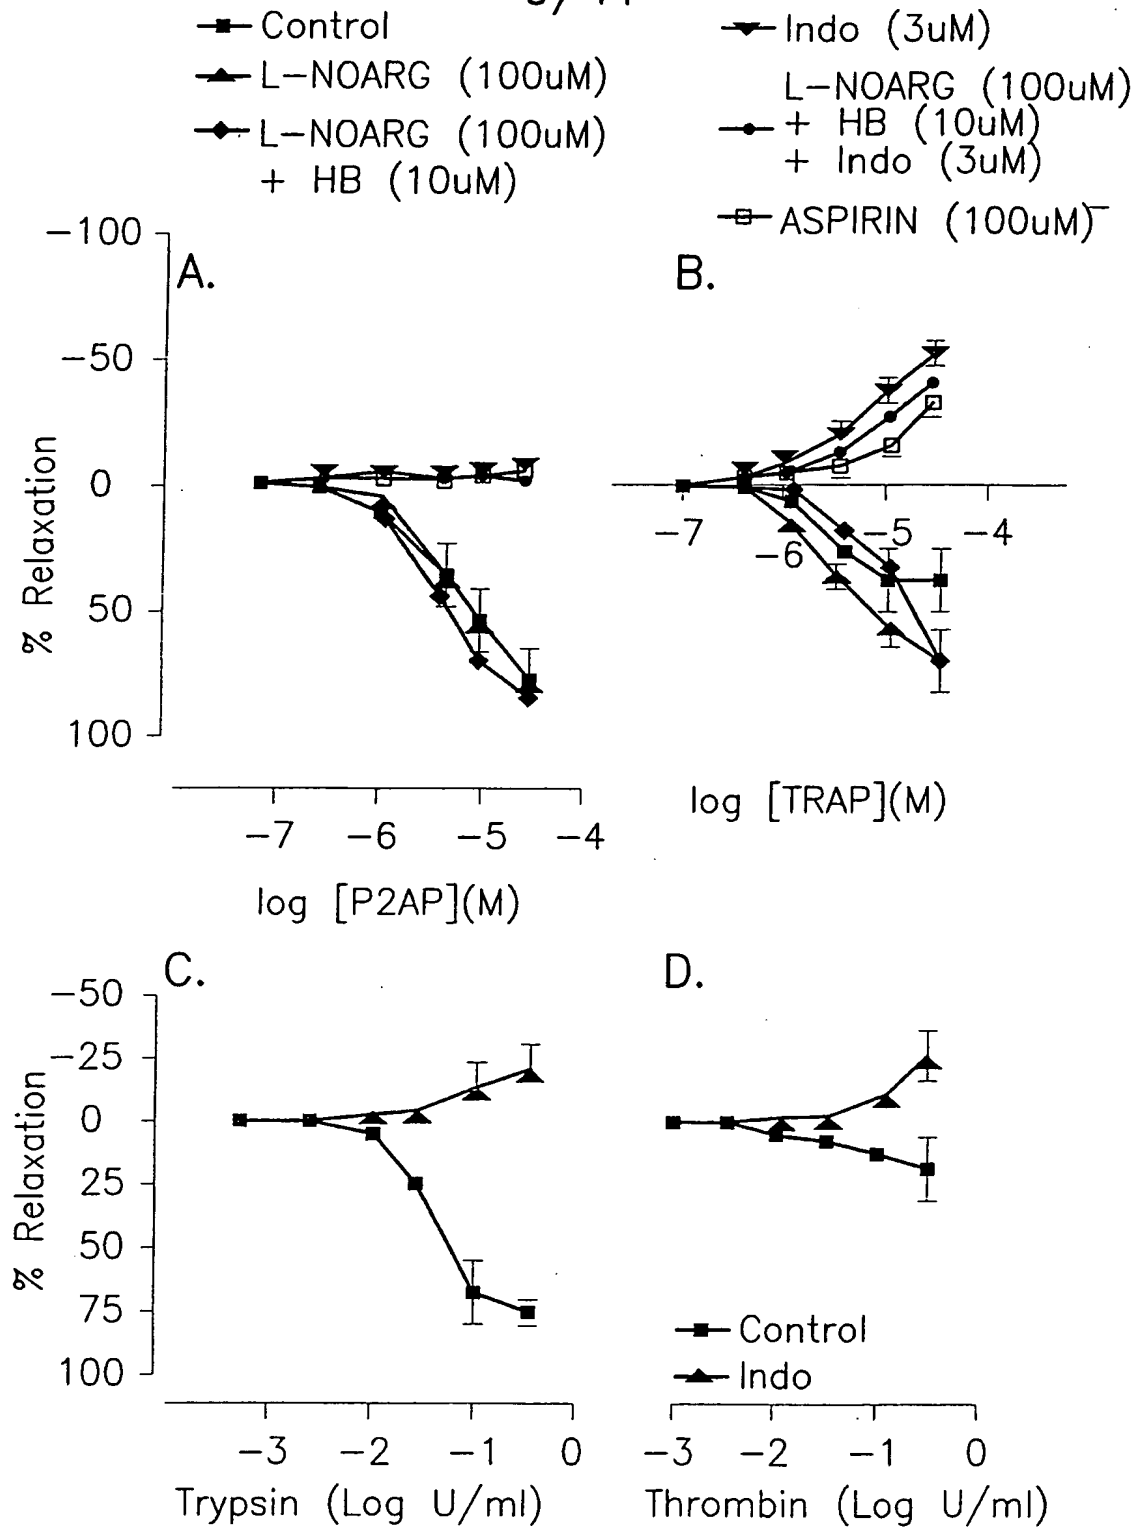 Control
L-NOARG (100uM)
L-NOARG (100uM)
+ HB (10uM)
Indo (3uM)
L-NOARG (100uM)
+ HB (10uM)
+ Indo (3uM)
ASPIRIN (100uM)
A.
B.
-100
-50
0
50
100
% Relaxation
-7 -6 -5 -4
log [P2AP](M)
-7 -6 -5 -4
log [TRAP](M)
C.
D.
-50
-25
0
25
50
75
100
% Relaxation
-3 -2 -1 0
Trypsin (Log U/ml)
Control
Indo
-3 -2 -1 0
Thrombin (Log U/ml)